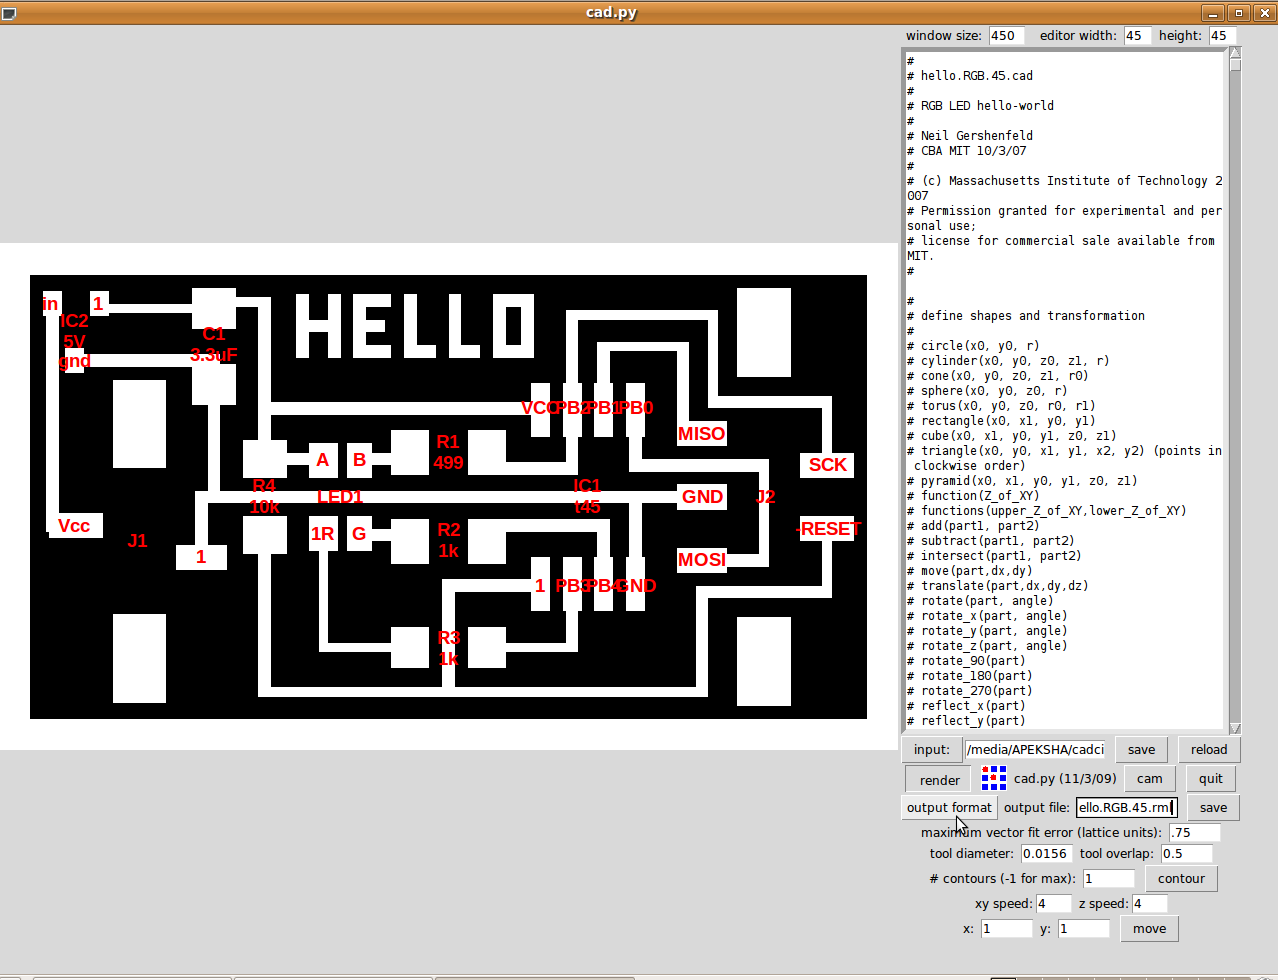 cad.py
window size: 450 editor width: 45 height: 45
#
# hello.RGB.45.cad
#
# RGB LED hello-world
#
# Neil Gershenfeld
# CBA MIT 10/3/07
#
# (c) Massachusetts Institute of Technology 2
007
# Permission granted for experimental and per
sonal use;
# license for commercial sale available from
MIT.
#
#
# define shapes and transformation
#
# circle(x0, y0, r)
# cylinder(x0, y0, z0, z1, r)
# cone(x0, y0, z0, z1, r0)
# sphere(x0, y0, z0, r)
# torus(x0, y0, z0, r0, r1)
# rectangle(x0, x1, y0, y1)
# cube(x0, x1, y0, y1, z0, z1)
# triangle(x0, y0, x1, y1, x2, y2) (points in
clockwise order)
# pyramid(x0, x1, y0, y1, z0, z1)
# function(Z_of_XY)
# functions(upper_Z_of_XY,lower_Z_of_XY)
# add(part1, part2)
# subtract(part1, part2)
# intersect(part1, part2)
# move(part,dx,dy)
# translate(part,dx,dy,dz)
# rotate(part, angle)
# rotate_x(part, angle)
# rotate_y(part, angle)
# rotate_z(part, angle)
# rotate_90(part)
# rotate_180(part)
# rotate_270(part)
# reflect_x(part)
# reflect_y(part)
input: /media/APEKSHA/cadci save reload
render cad.py (11/3/09) cam quit
output format output file: ello.RGB.45.rml save
maximum vector fit error (lattice units): .75
tool diameter: 0.0156 tool overlap: 0.5
# contours (-1 for max): 1 contour
xy speed: 4 z speed: 4
x: 1 y: 1 move
HELLO
in 1
IC2
5V
gnd
C1
3.3uF
VCC PB2 PB1 PB0
MISO
R1
499
A B
SCK
R4
10k
LED1
IC1
t45
GND
J2
Vcc
J1
1
1R G
R2
1k
-RESET
MOSI
1 PB3 PB4 GND
R3
1k